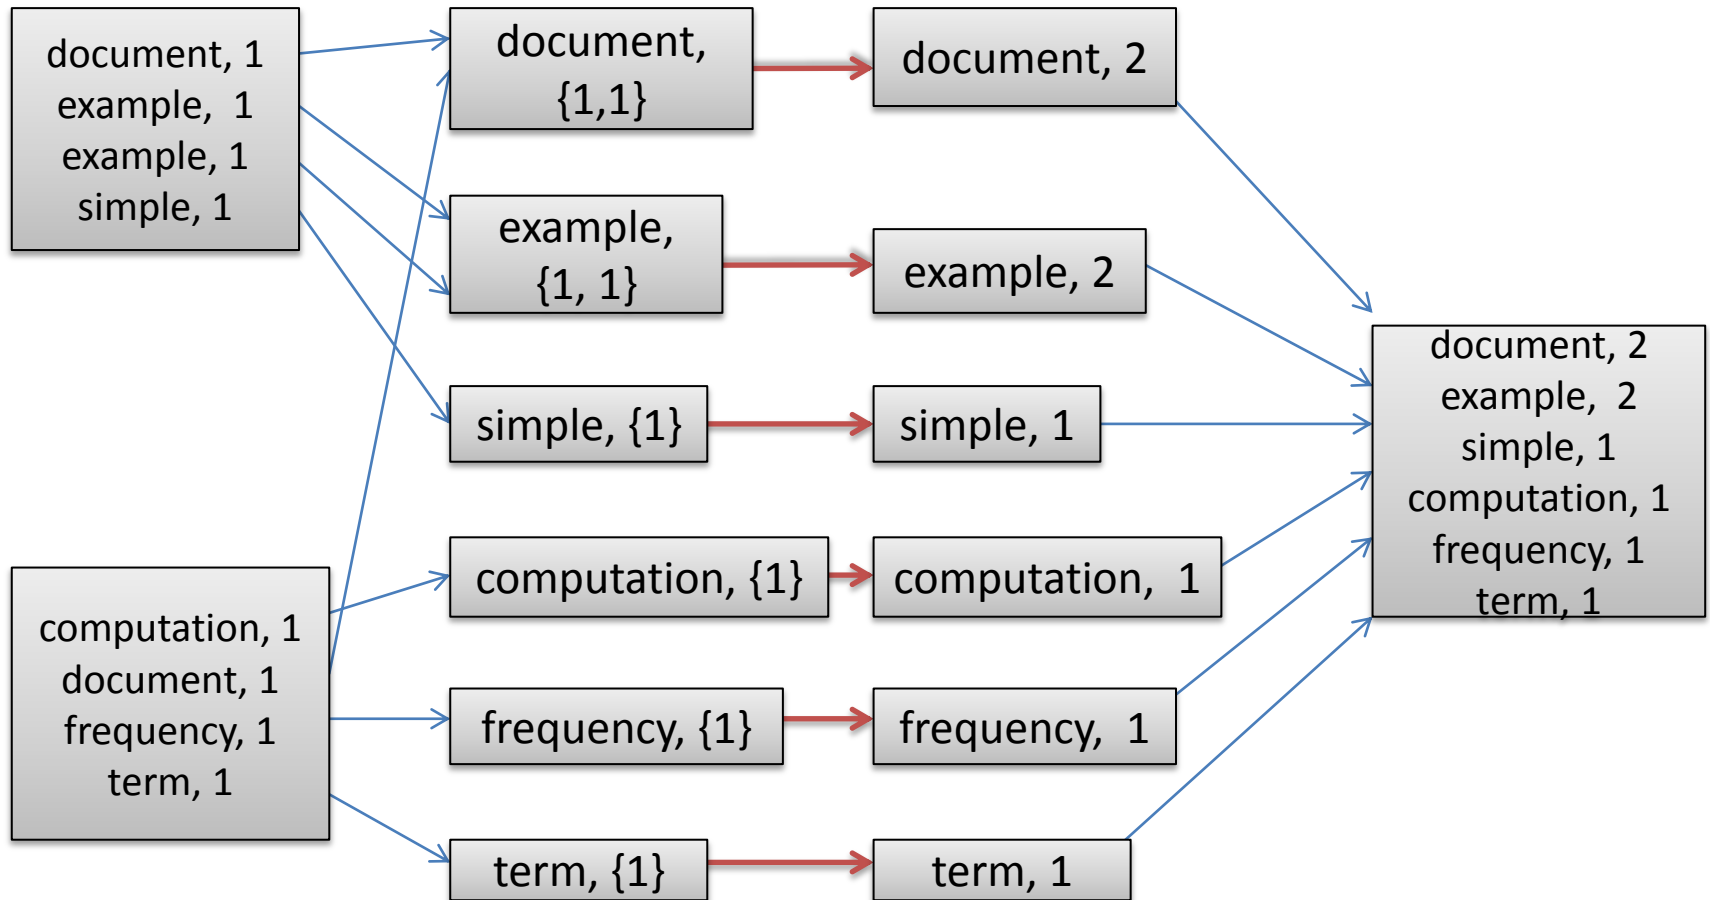 document, 1
example, 1
example, 1
simple, 1
computation, 1
document, 1
frequency, 1
term, 1
document,
{1,1}
example,
{1, 1}
simple, {1}
computation, {1}
frequency, {1}
term, {1}
document, 2
example, 2
simple, 1
computation, 1
frequency, 1
term, 1
document, 2
example, 2
simple, 1
computation, 1
frequency, 1
term, 1